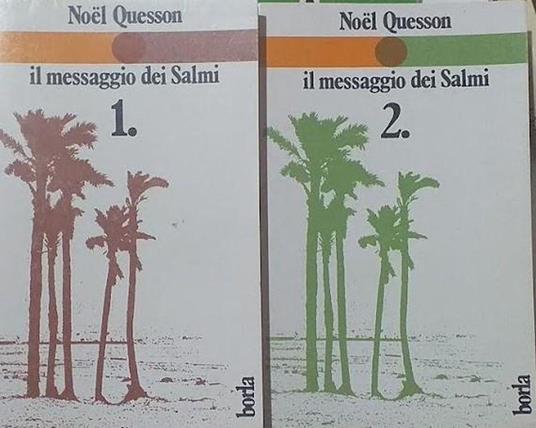 Noël Quesson
il messaggio dei Salmi
1.
borla
Noël Quesson
il messaggio dei Salmi
2.
borla